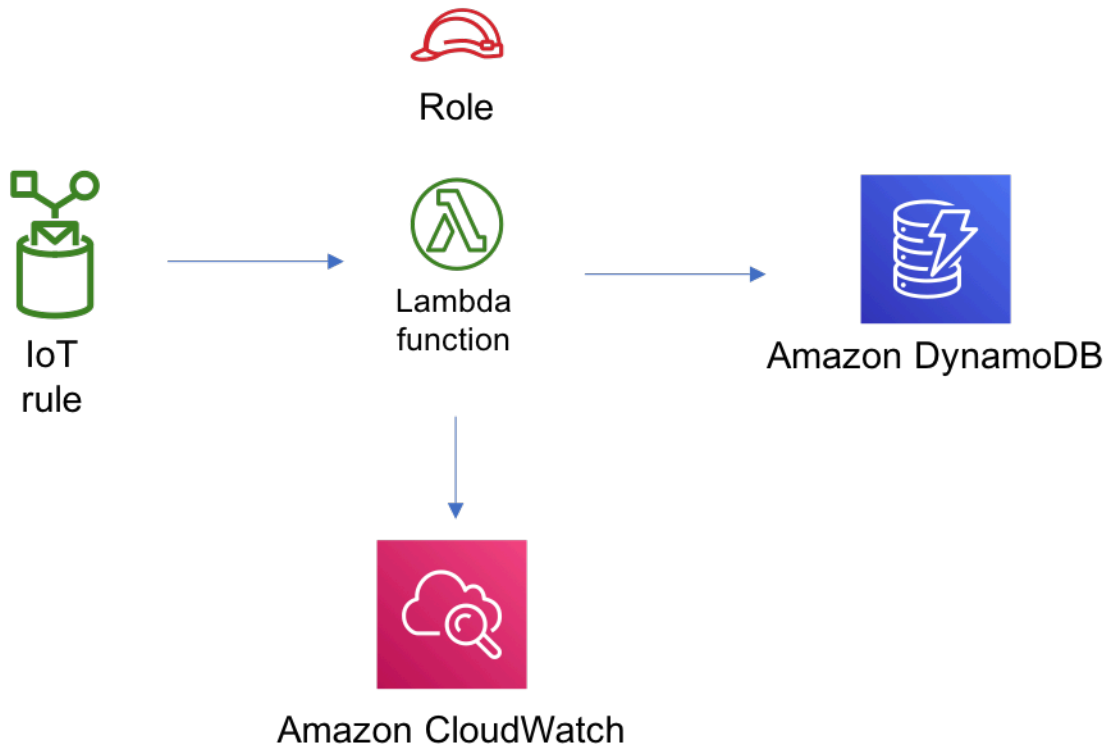 Role
IoT
rule
Lambda
function
Amazon DynamoDB
Amazon CloudWatch